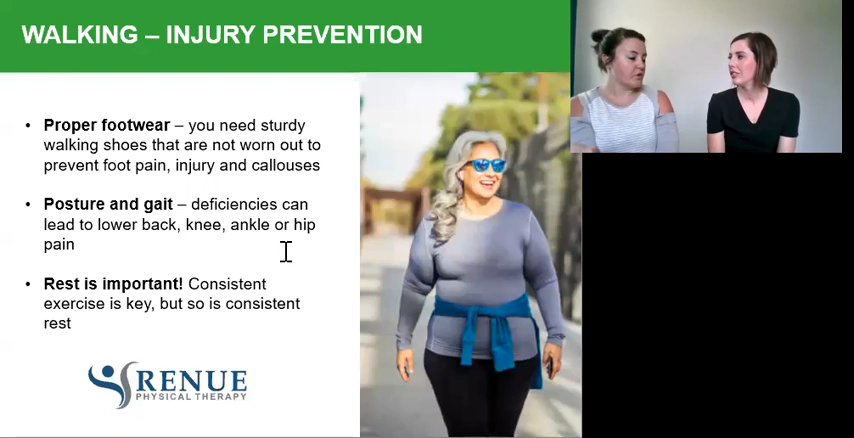 WALKING – INJURY PREVENTION
• Proper footwear – you need sturdy
walking shoes that are not worn out to
prevent foot pain, injury and callouses
• Posture and gait – deficiencies can
lead to lower back, knee, ankle or hip
pain
• Rest is important! Consistent
exercise is key, but so is consistent
rest
RENUE
PHYSICAL THERAPY